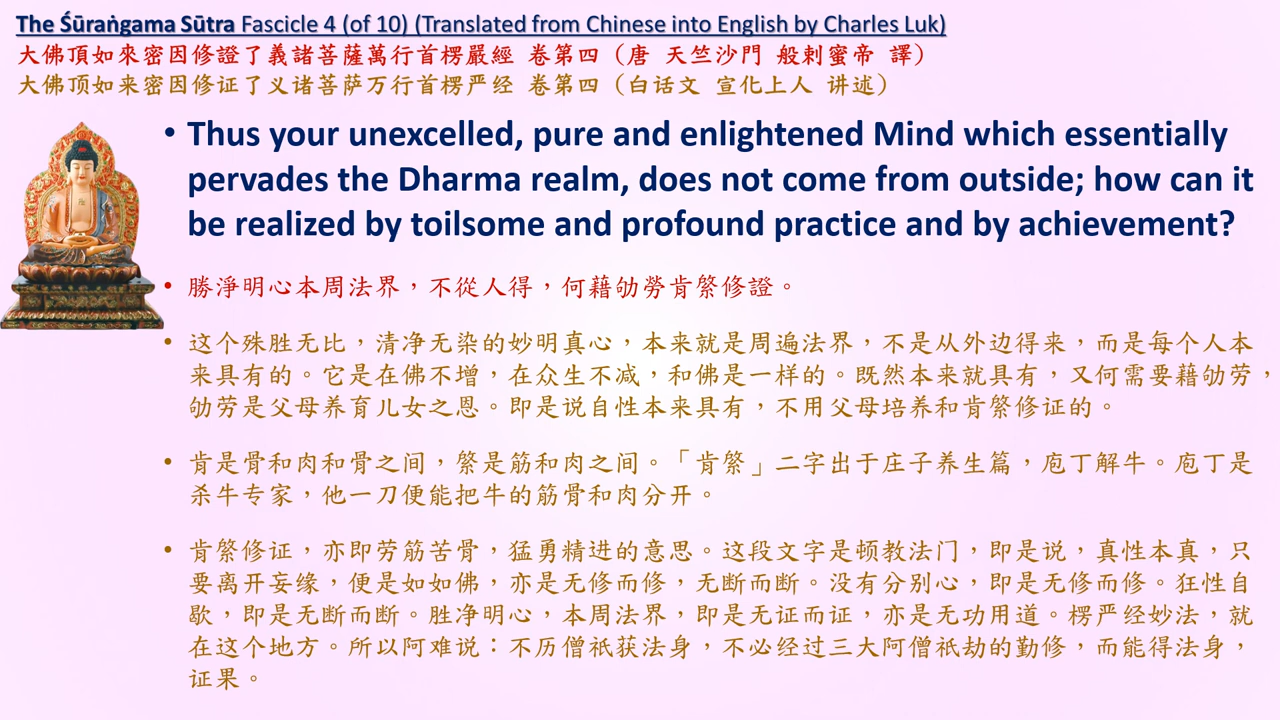 The Śūraṅgama Sūtra Fascicle 4 (of 10) (Translated from Chinese into English by Charles Luk)
大佛頂如來密因修證了義諸菩薩萬行首楞嚴經 卷第四（唐 天竺沙門 般剌蜜帝 譯）
大佛顶如来密因修证了义诸菩萨万行首楞严经 卷第四（白话文 宣化上人 讲述）
• Thus your unexcelled, pure and enlightened Mind which essentially
pervades the Dharma realm, does not come from outside; how can it
be realized by toilsome and profound practice and by achievement?
• 勝淨明心本周法界，不從人得，何藉劬勞肯綮修證。
• 这个殊胜无比，清净无染的妙明真心，本来就是周遍法界，不是从外边得来，而是每个人本
来具有的。它是在佛不增，在众生不减，和佛是一样的。既然本来就具有，又何需要藉劬劳，
劬劳是父母养育儿女之恩。即是说自性本来具有，不用父母培养和肯綮修证的。
• 肯是骨和肉和骨之间，綮是筋和肉之间。「肯綮」二字出于庄子养生篇，庖丁解牛。庖丁是
杀牛专家，他一刀便能把牛的筋骨和肉分开。
• 肯綮修证，亦即劳筋苦骨，猛勇精进的意思。这段文字是顿教法门，即是说，真性本真，只
要离开妄缘，便是如如佛，亦是无修而修，无断而断。没有分别心，即是无修而修。狂性自
歇，即是无断而断。胜净明心，本周法界，即是无证而证，亦是无功用道。楞严经妙法，就
在这个地方。所以阿难说：不历僧祇获法身，不必经过三大阿僧祇劫的勤修，而能得法身，
证果。